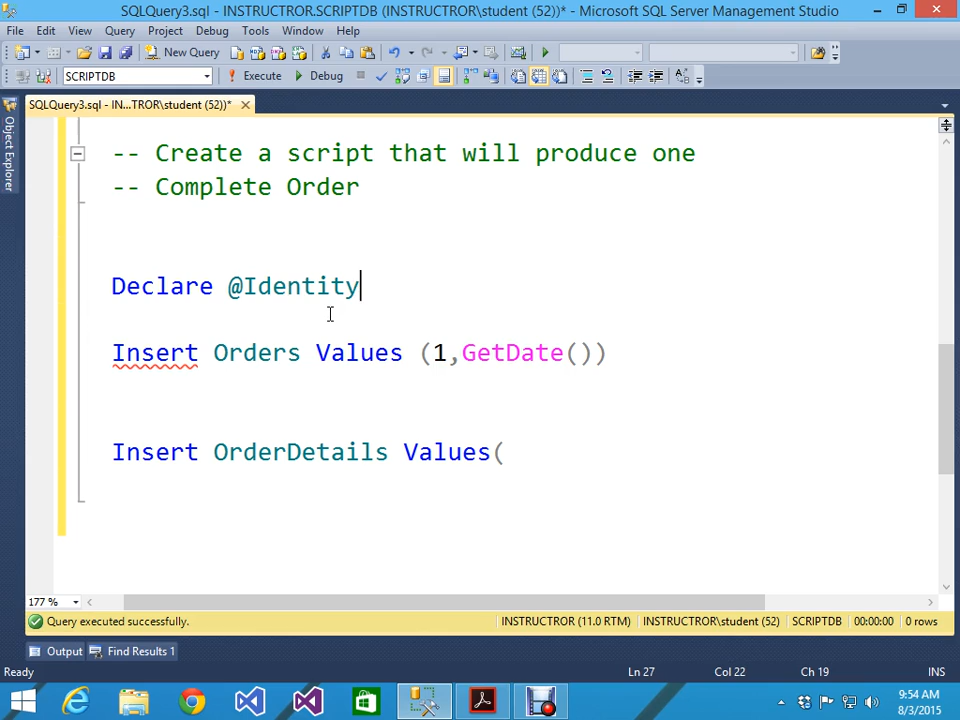 SQLQuery3.sql - INSTRUCTROR.SCRIPTDB (INSTRUCTROR\student (52))* - Microsoft SQL Server Management Studio
File Edit View Query Project Debug Tools Window Help
New Query
SCRIPTDB Execute Debug
SQLQuery3.sql - IN...TROR\student (52))*
Object Explorer
-- Create a script that will produce one
-- Complete Order
Declare @Identity
Insert Orders Values (1,GetDate())
Insert OrderDetails Values(
177 %
Query executed successfully. INSTRUCTROR (11.0 RTM) INSTRUCTROR\student (52) SCRIPTDB 00:00:00 0 rows
Output Find Results 1
Ready Ln 27 Col 22 Ch 19 INS
9:54 AM
8/3/2015